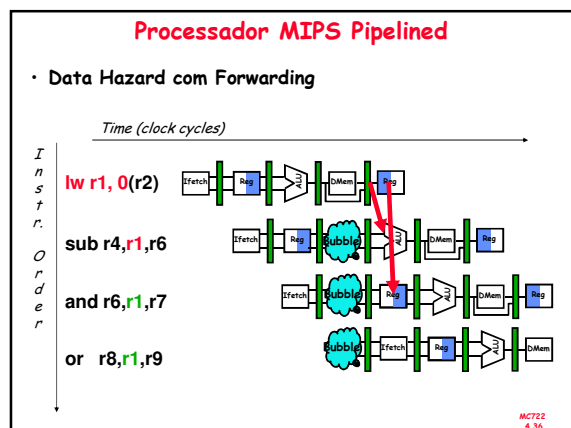 Processador MIPS Pipelined
• Data Hazard com Forwarding
Time (clock cycles)
Instr. Order
lw r1, 0(r2)
Ifetch Reg ALU DMem Reg
sub r4,r1,r6
Ifetch Reg Bubble ALU DMem Reg
and r6,r1,r7
Ifetch Bubble Reg ALU DMem Reg
or r8,r1,r9
Bubble Ifetch Reg ALU DMem
MC722
4.36